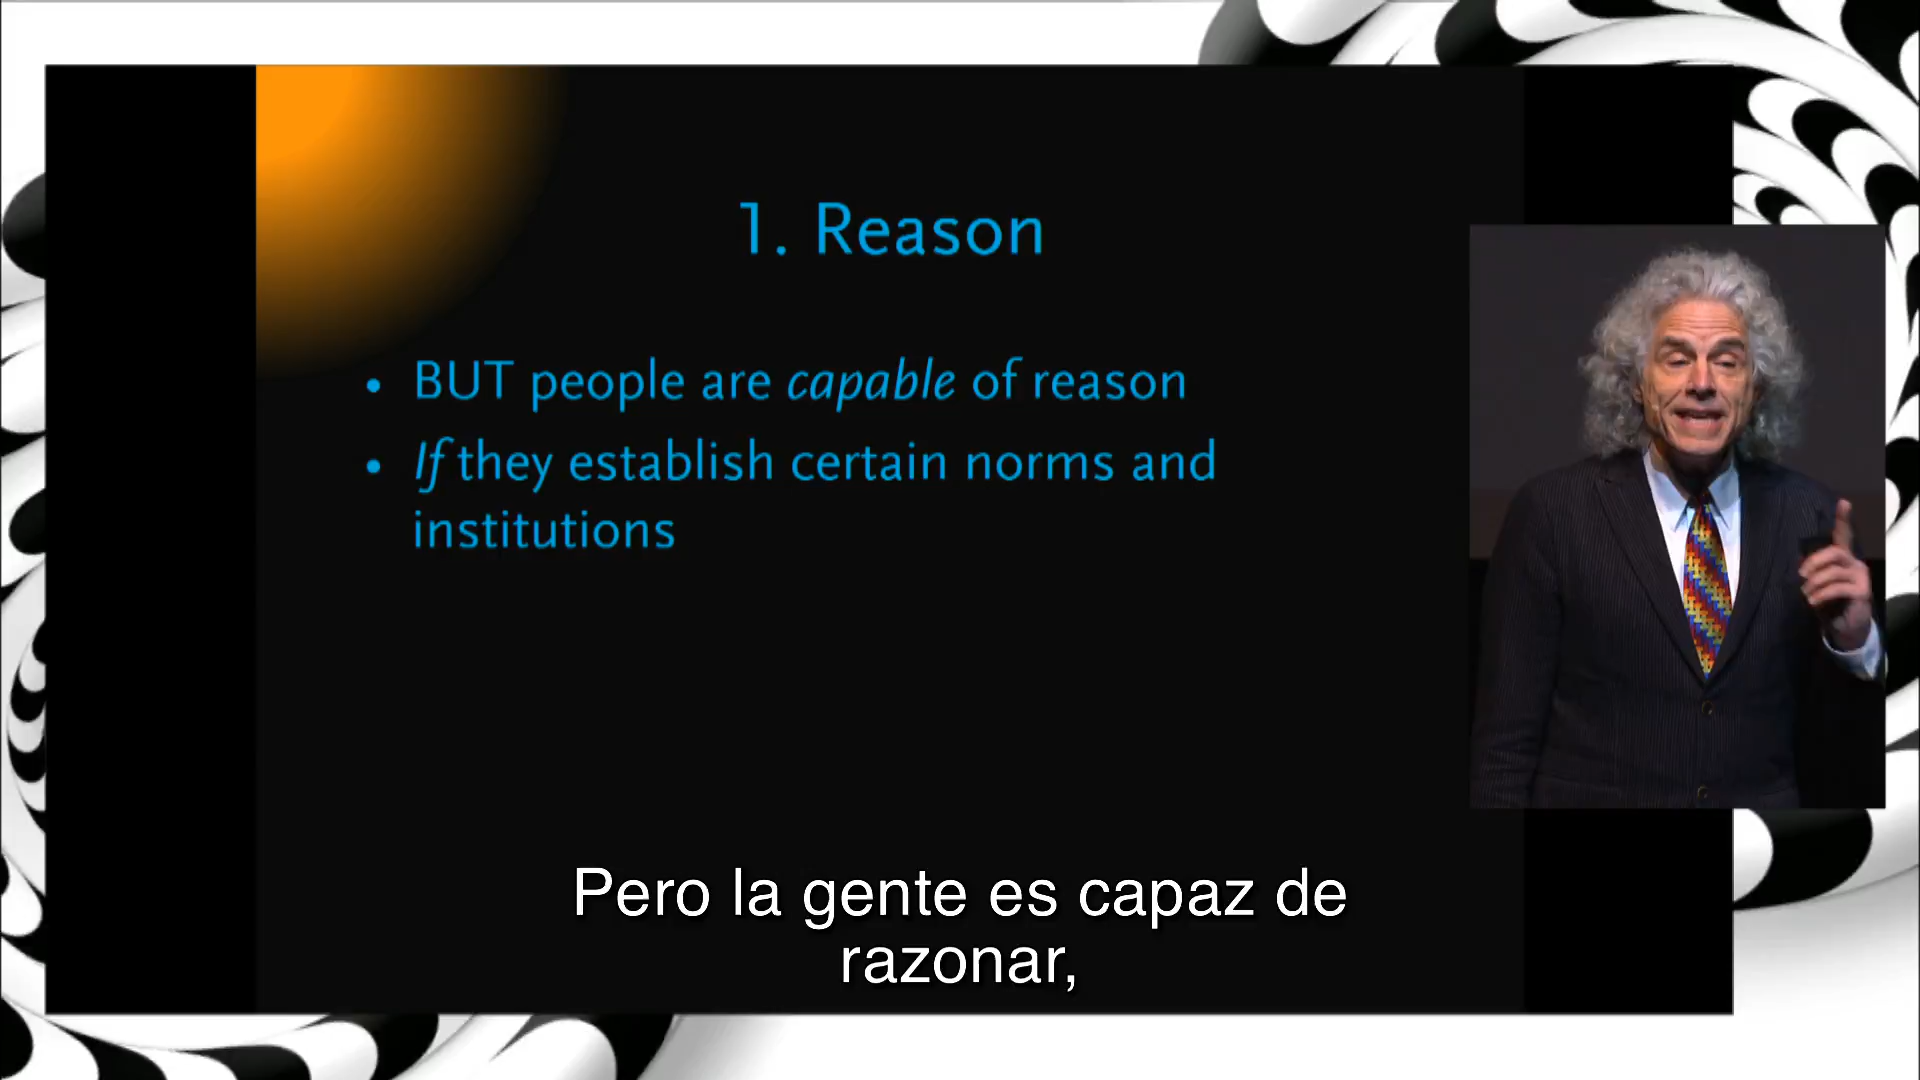 1. Reason
• BUT people are capable of reason
• If they establish certain norms and
institutions
Pero la gente es capaz de
razonar,